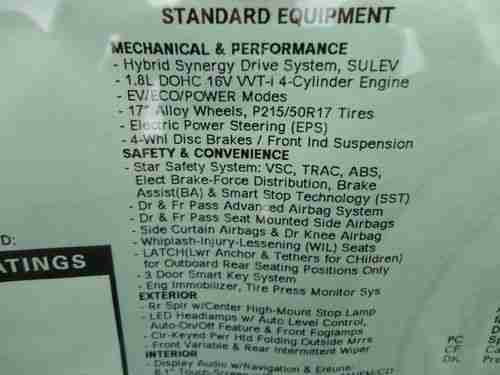 STANDARD EQUIPMENT
MECHANICAL & PERFORMANCE
- Hybrid Synergy Drive System, SULEV
- 1.8L DOHC 16V VVT-i 4-Cylinder Engine
- EV/ECO/POWER Modes
- 17" Alloy Wheels, P215/50R17 Tires
- Electric Power Steering (EPS)
- 4-Whl Disc Brakes / Front Ind Suspension
SAFETY & CONVENIENCE
- Star Safety System: VSC, TRAC, ABS,
Elect Brake-Force Distribution, Brake
Assist(BA) & Smart Stop Technology (SST)
- Dr & Fr Pass Advanced Airbag System
- Dr & Fr Pass Seat Mounted Side Airbags
- Side Curtain Airbags & Dr Knee Airbag
- Whiplash-Injury-Lessening (WIL) Seats
- LATCH(Lwr Anchor & Tethers for CHildren)
for Outboard Rear Seating Positions Only
- 3 Door Smart Key System
- Eng Immobilizer, Tire Press Monitor Sys
EXTERIOR
- Rr Splr w/Center High-Mount Stop Lamp
- LED Headlamps w/ Auto Level Control,
Auto-On/Off Feature & Front Foglamps
- Clr-Keyed Pwr Htd Folding Outside Mrrs
- Front Variable & Rear Intermittent Wiper
INTERIOR
- Display Audio w/Navigation & Entune:
6.1" Touch-Screen
D:
ATINGS
PC
CF
DK